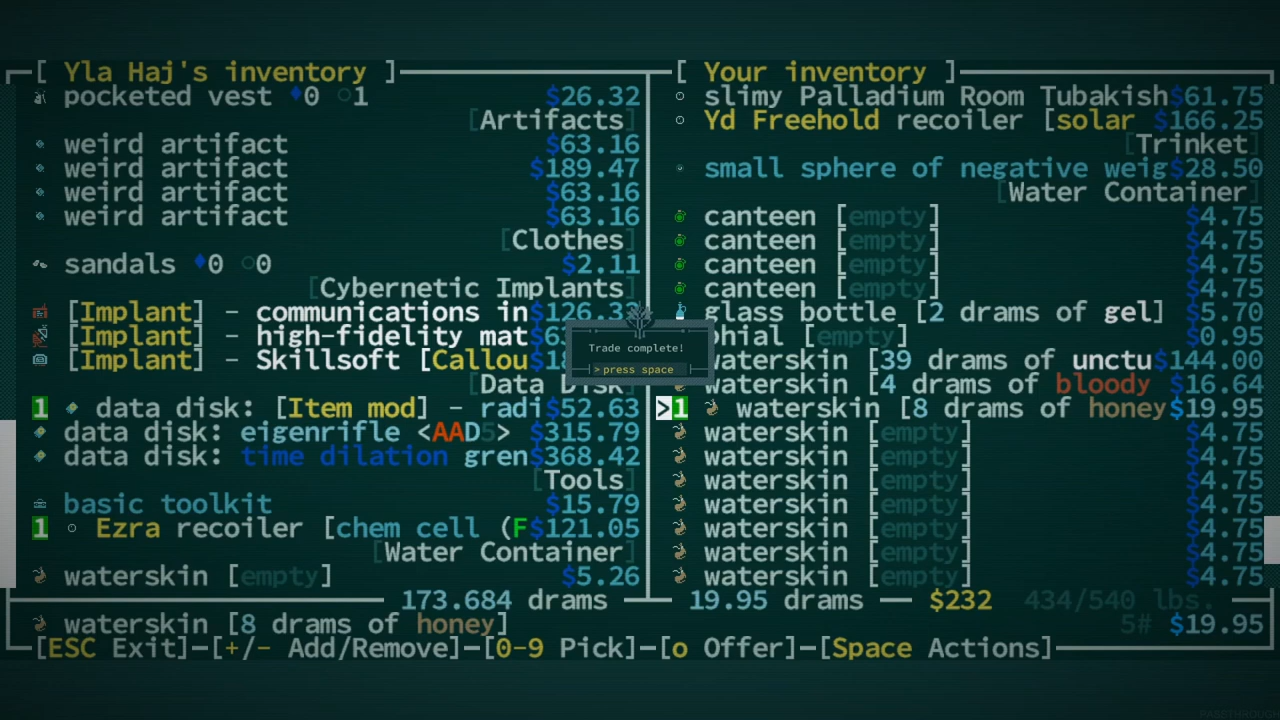 [ Yla Haj's inventory ]
pocketed vest ♦0 ○1 $26.32
[Artifacts]
weird artifact $63.16
weird artifact $189.47
weird artifact $63.16
weird artifact $63.16
[Clothes]
sandals ♦0 ○0 $2.11
[Cybernetic Implants]
[Implant] - communications in $126.3
[Implant] - high-fidelity mat $6
[Implant] - Skillsoft [Callou $1
[Data Disk]
1 data disk: [Item mod] - radi $52.63
data disk: eigenrifle <AAD5> $315.79
data disk: time dilation gren $368.42
[Tools]
basic toolkit $15.79
1 Ezra recoiler [chem cell (F $121.05
[Water Container]
waterskin [empty] $5.26
173.684 drams
[ Your inventory ]
slimy Palladium Room Tubakish $61.75
Yd Freehold recoiler [solar $166.25
[Trinket]
small sphere of negative weig $28.50
[Water Container]
canteen [empty] $4.75
canteen [empty] $4.75
canteen [empty] $4.75
canteen [empty] $4.75
glass bottle [2 drams of gel] $5.70
phial [empty] $0.95
waterskin [39 drams of unctu $144.00
waterskin [4 drams of bloody $16.64
>1 waterskin [8 drams of honey $19.95
waterskin [empty] $4.75
waterskin [empty] $4.75
waterskin [empty] $4.75
waterskin [empty] $4.75
waterskin [empty] $4.75
waterskin [empty] $4.75
waterskin [empty] $4.75
19.95 drams $232 434/540 lbs.
Trade complete!
> press space
waterskin [8 drams of honey] 5# $19.95
[ESC Exit]-[+/- Add/Remove]-[0-9 Pick]-[o Offer]-[Space Actions]